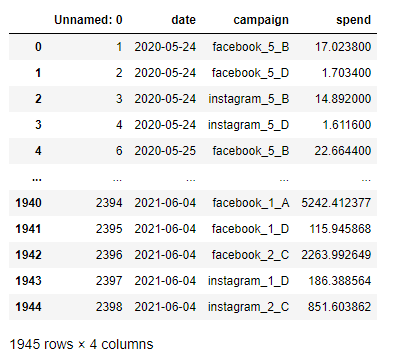 Unnamed: 0 date campaign spend
0 1 2020-05-24 facebook_5_B 17.023800
1 2 2020-05-24 facebook_5_D 1.703400
2 3 2020-05-24 instagram_5_B 14.892000
3 4 2020-05-24 instagram_5_D 1.611600
4 6 2020-05-25 facebook_5_B 22.664400
... ... ... ... ...
1940 2394 2021-06-04 facebook_1_A 5242.412377
1941 2395 2021-06-04 facebook_1_D 115.945868
1942 2396 2021-06-04 facebook_2_C 2263.992649
1943 2397 2021-06-04 instagram_1_D 186.388564
1944 2398 2021-06-04 instagram_2_C 851.603862
1945 rows × 4 columns